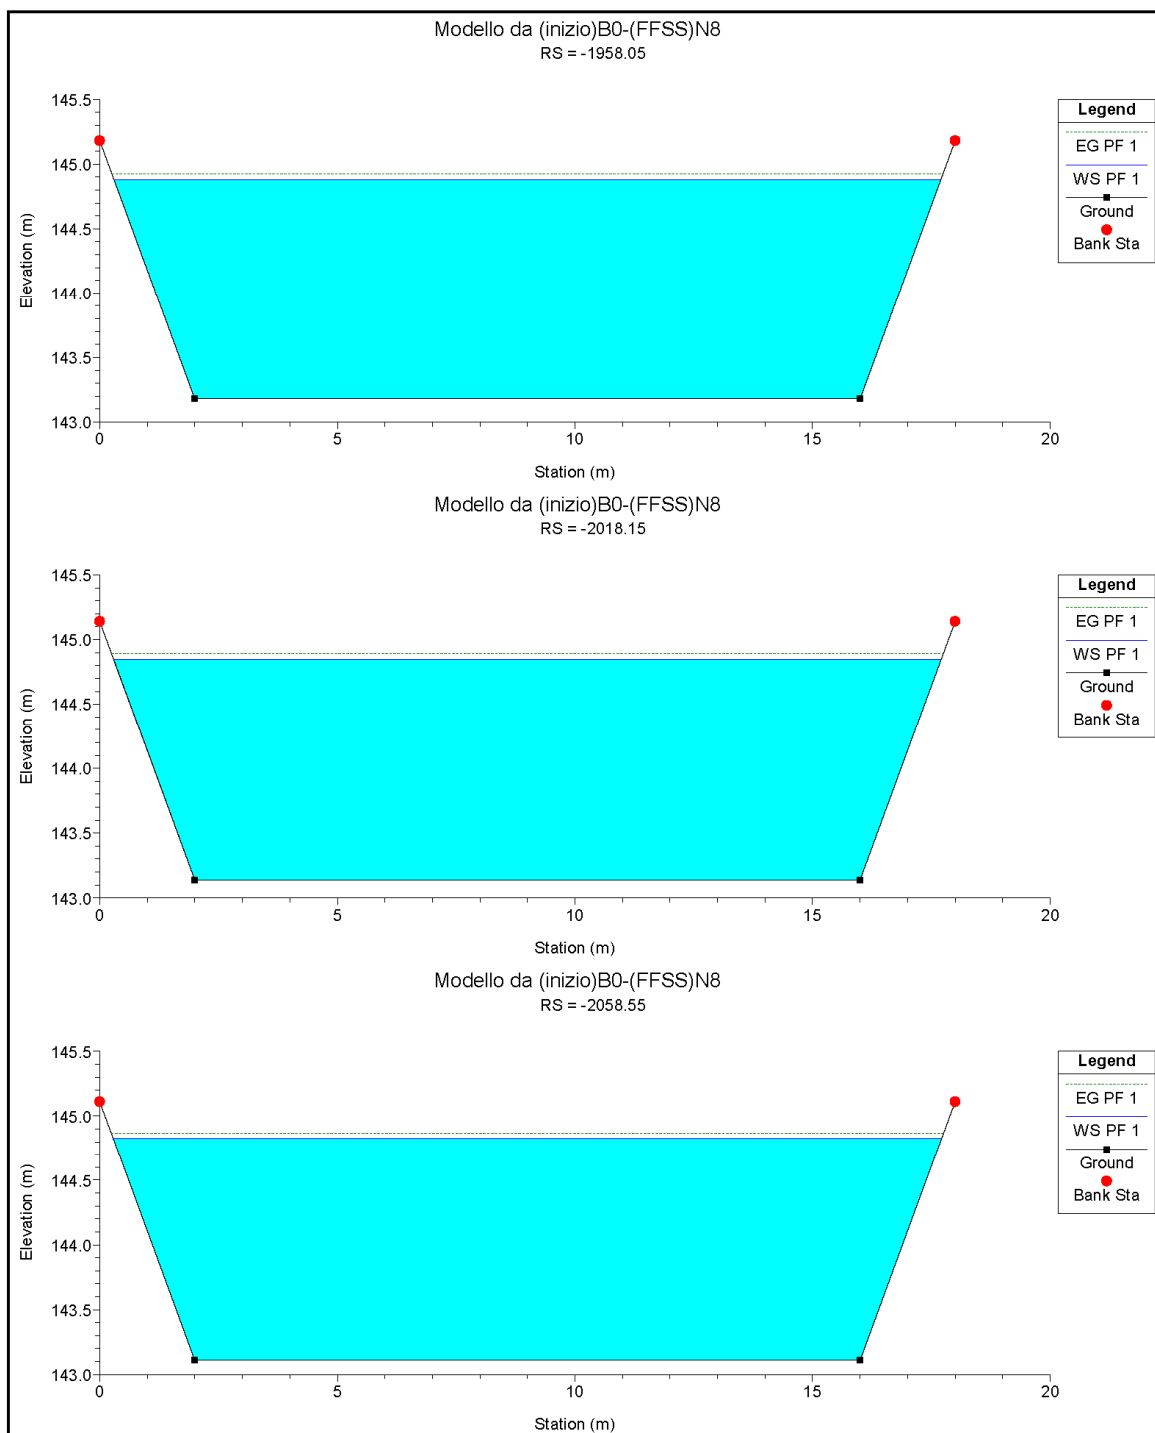 Modello da (inizio)B0-(FFSS)N8
RS = -1958.05
145.5
145.0
144.5
144.0
143.5
143.0
Elevation (m)
0
5
10
15
20
Station (m)
Legend
EG PF 1
WS PF 1
Ground
Bank Sta
Modello da (inizio)B0-(FFSS)N8
RS = -2018.15
145.5
145.0
144.5
144.0
143.5
143.0
Elevation (m)
0
5
10
15
20
Station (m)
Legend
EG PF 1
WS PF 1
Ground
Bank Sta
Modello da (inizio)B0-(FFSS)N8
RS = -2058.55
145.5
145.0
144.5
144.0
143.5
143.0
Elevation (m)
0
5
10
15
20
Station (m)
Legend
EG PF 1
WS PF 1
Ground
Bank Sta